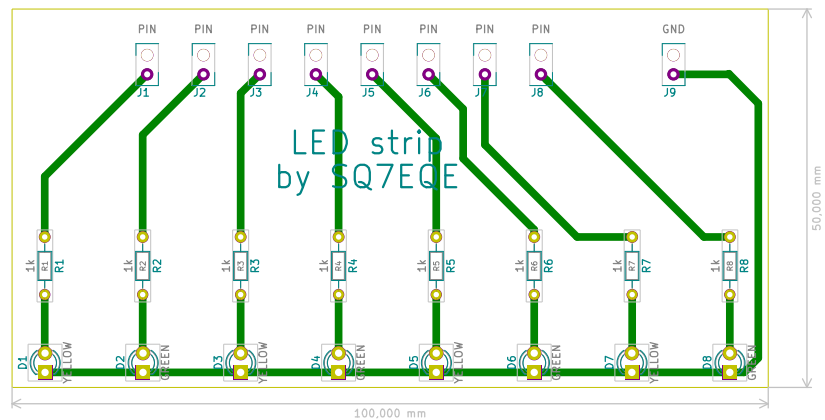 PIN PIN PIN PIN PIN PIN PIN PIN GND
J1 J2 J3 J4 J5 J6 J7 J8 J9
LED strip
by SQ7EQE
50,000 mm
1k R1 R1 1k R2 R2 1k R3 R3 1k R4 R4 1k R5 R5 1k R6 R6 1k R7 R7 1k R8 R8
D1 YELLOW D2 GREEN D3 YELLOW D4 GREEN D5 YELLOW D6 GREEN D7 YELLOW D8 GREEN
100,000 mm